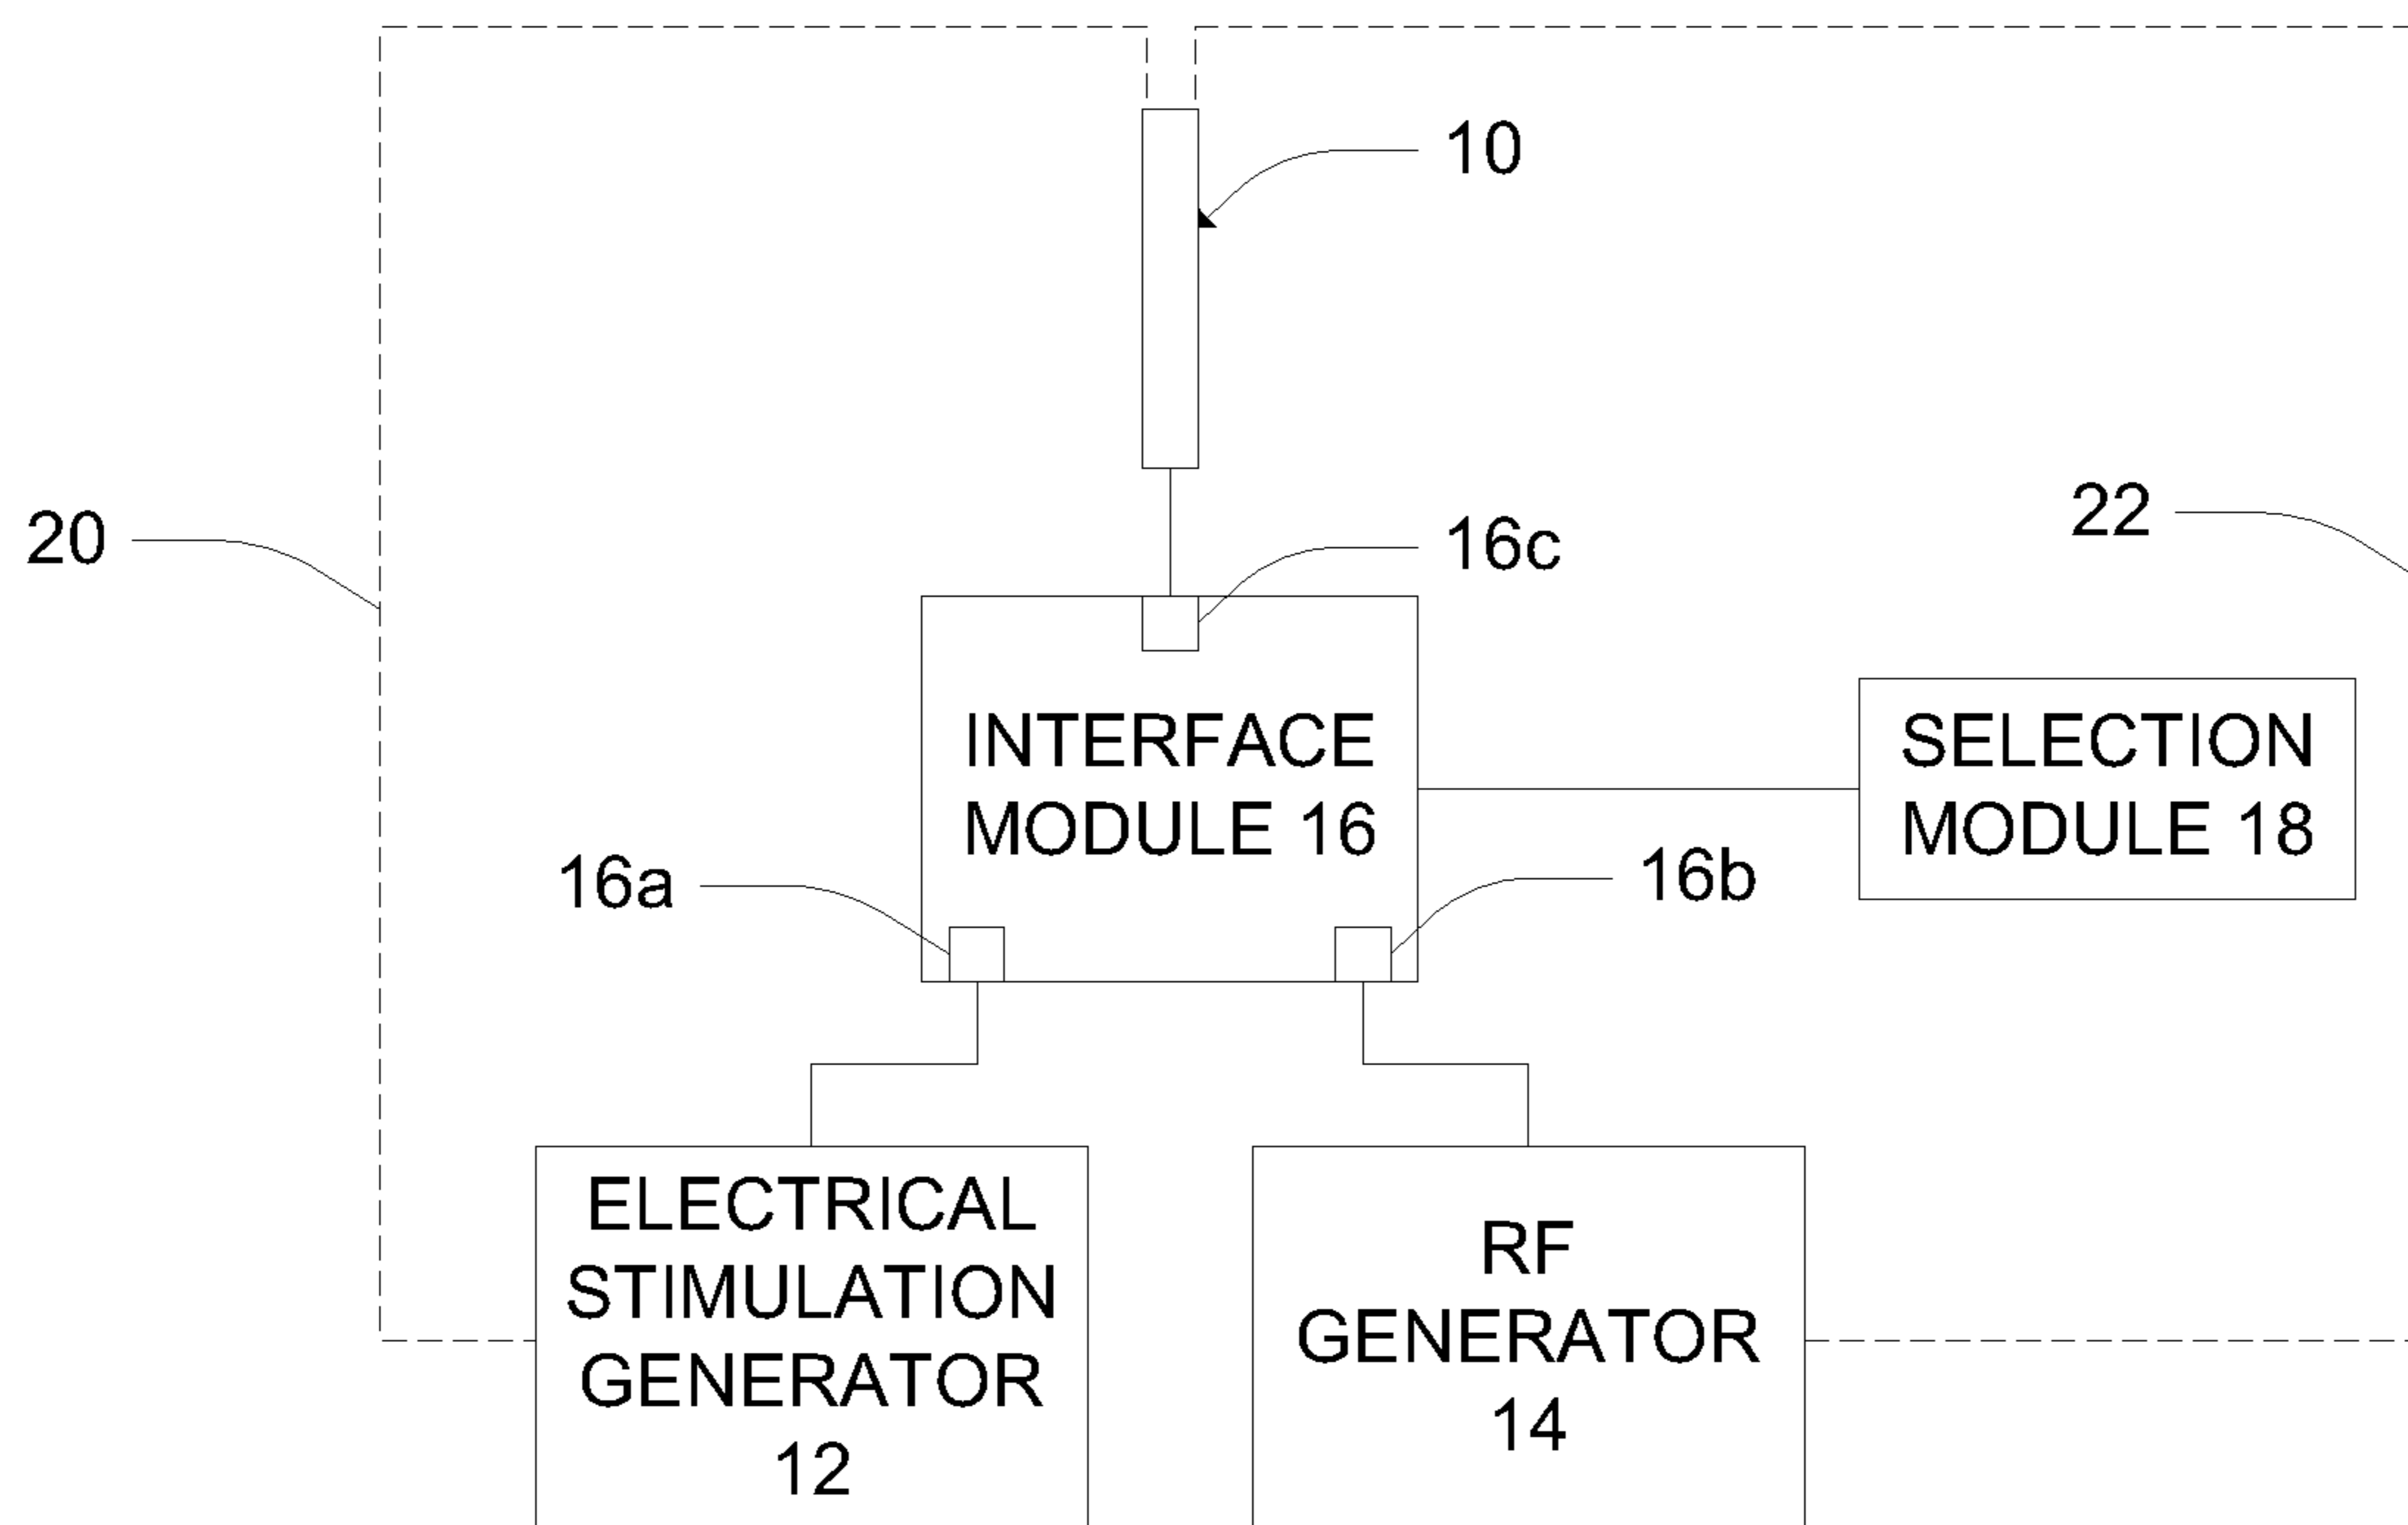 10
20
16c
22
INTERFACE
MODULE 16
SELECTION
MODULE 18
16a
16b
ELECTRICAL
STIMULATION
GENERATOR
12
RF
GENERATOR
14